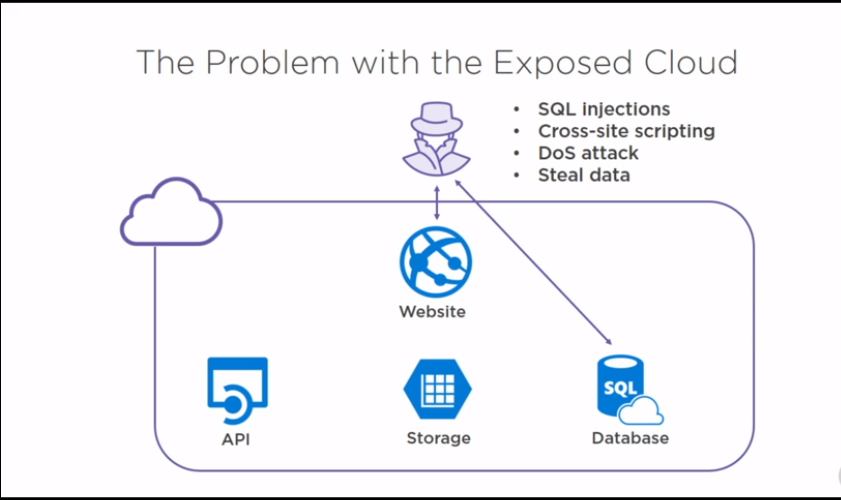 The Problem with the Exposed Cloud
• SQL injections
• Cross-site scripting
• DoS attack
• Steal data
Website
SQL
API
Storage
Database